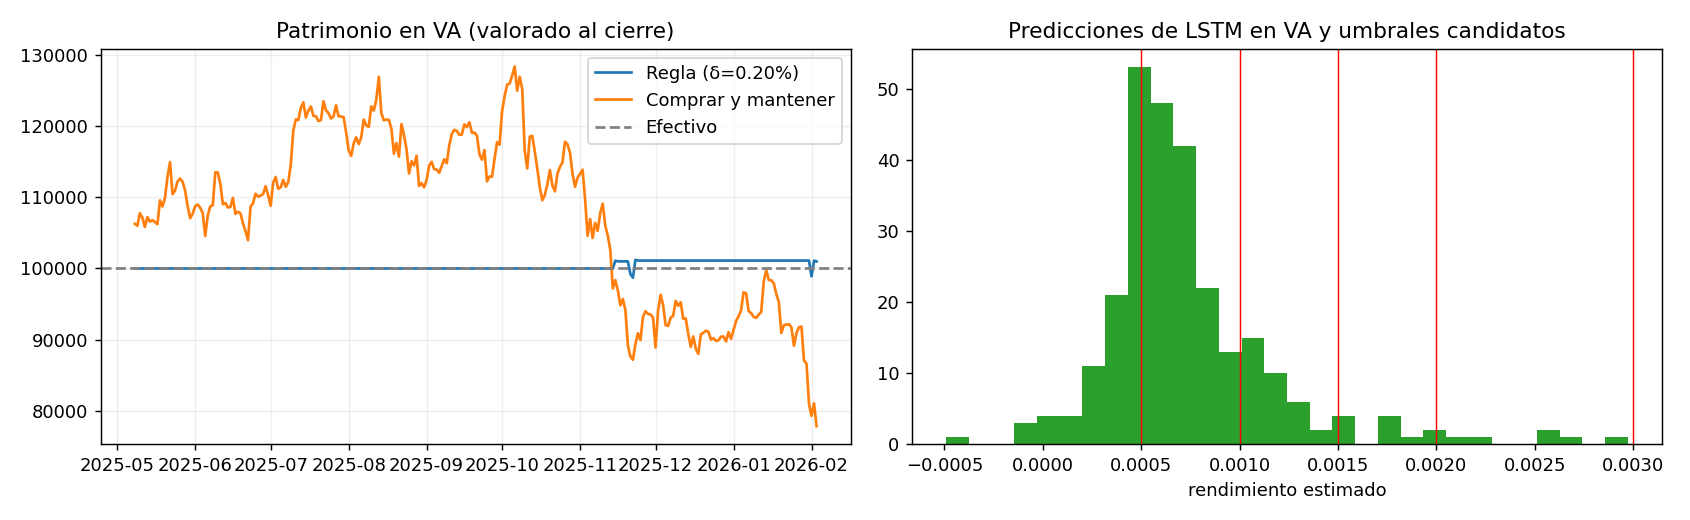 Patrimonio en VA (valorado al cierre)
130000
120000
110000
100000
90000
80000
Regla (δ=0.20%)
Comprar y mantener
Efectivo
2025-05 2025-06 2025-07 2025-08 2025-09 2025-10 2025-11 2025-12 2026-01 2026-02
Predicciones de LSTM en VA y umbrales candidatos
50
40
30
20
10
0
−0.0005 0.0000 0.0005 0.0010 0.0015 0.0020 0.0025 0.0030
rendimiento estimado